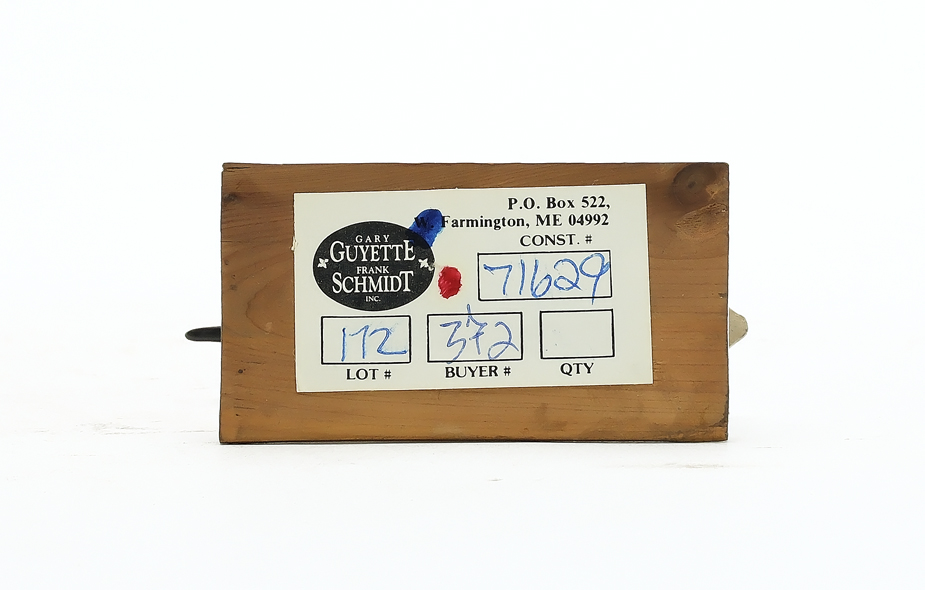 P.O. Box 522,
W. Farmington, ME 04992
GARY
GUYETTE
FRANK
SCHMIDT
INC.
CONST. #
71629
172
372
LOT #
BUYER #
QTY